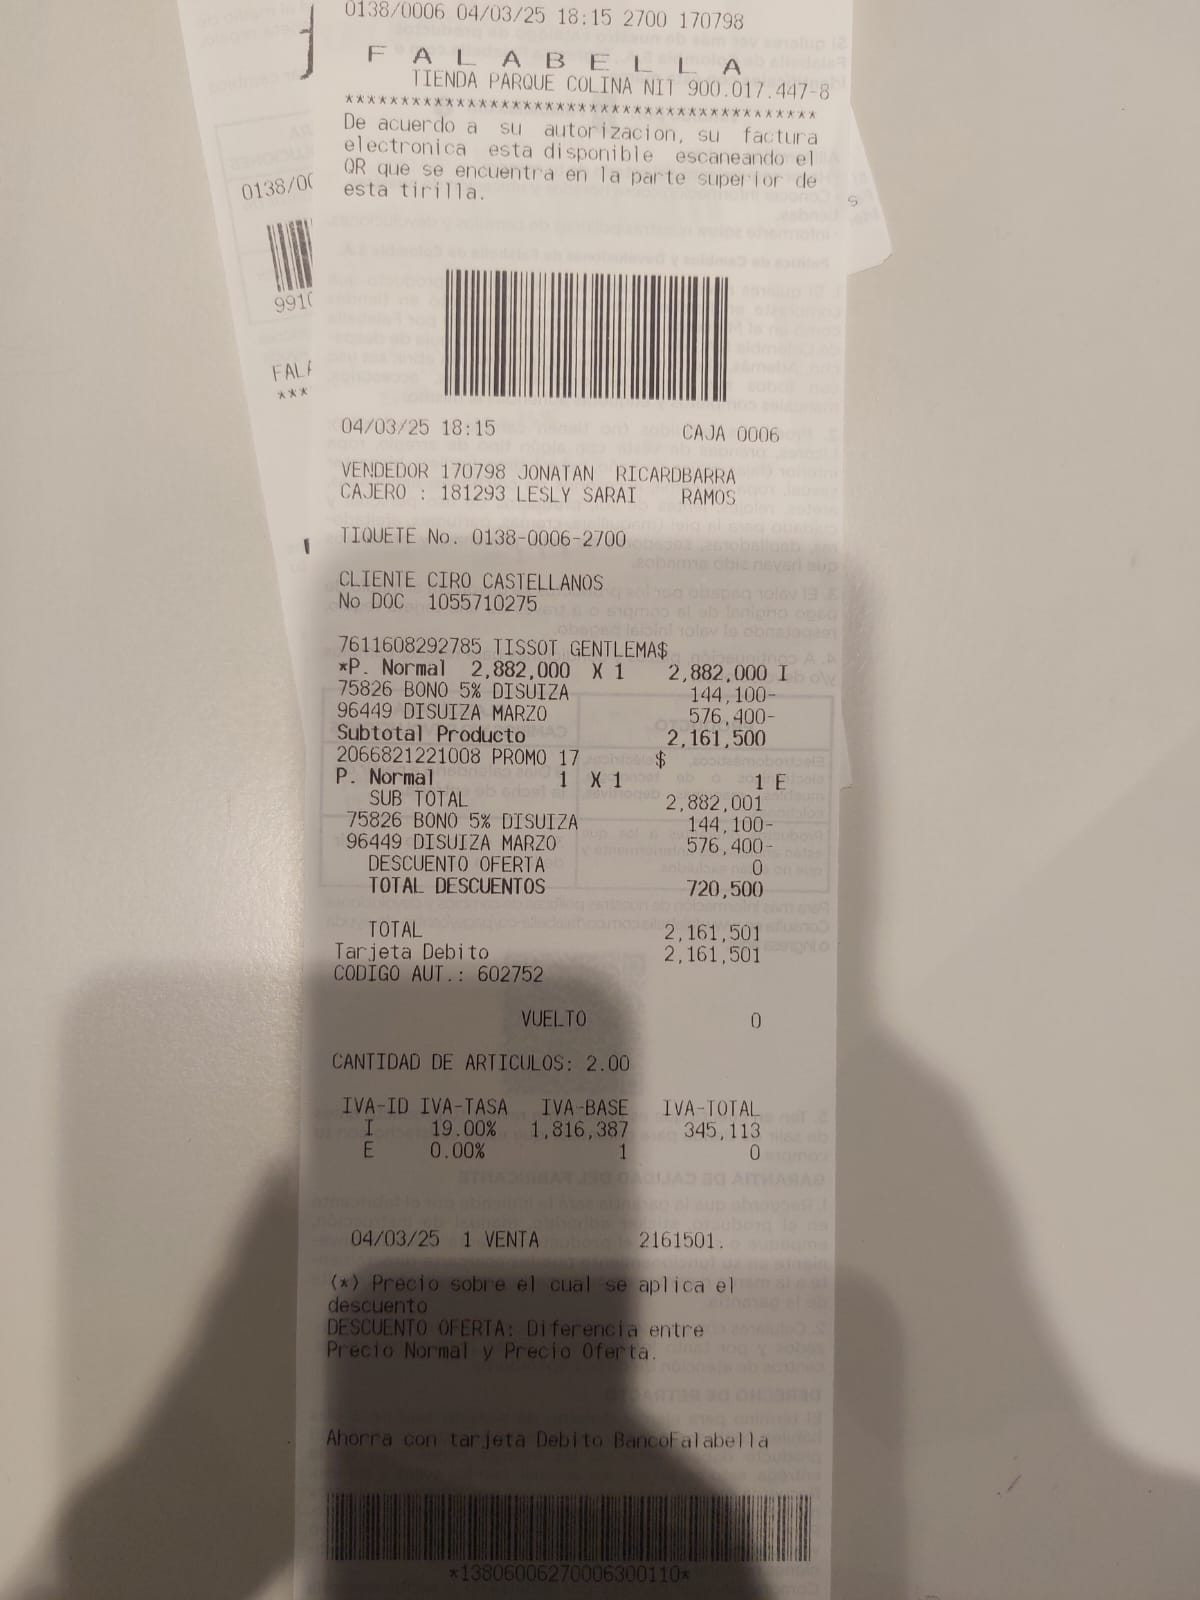 0138/0006 04/03/25 18:15 2700 170798
F A L A B E L L A
TIENDA PARQUE COLINA NIT 900.017.447-8
*******************************************
De acuerdo a su autorizacion, su factura
electronica esta disponible escaneando el
QR que se encuentra en la parte superior de
esta tirilla.
0138/00
9910
FALA
***
04/03/25 18:15 CAJA 0006
VENDEDOR 170798 JONATAN RICARDBARRA
CAJERO : 181293 LESLY SARAI RAMOS
TIQUETE No. 0138-0006-2700
CLIENTE CIRO CASTELLANOS
No DOC 1055710275
7611608292785 TISSOT GENTLEMA$
*P. Normal 2,882,000 X 1 2,882,000 I
75826 BONO 5% DISUIZA 144,100-
96449 DISUIZA MARZO 576,400-
Subtotal Producto 2,161,500
2066821221008 PROMO 17 $
P. Normal 1 X 1 1 E
SUB TOTAL 2,882,001
75826 BONO 5% DISUIZA 144,100-
96449 DISUIZA MARZO 576,400-
DESCUENTO OFERTA 0
TOTAL DESCUENTOS 720,500
TOTAL 2,161,501
Tarjeta Debito 2,161,501
CODIGO AUT.: 602752
VUELTO 0
CANTIDAD DE ARTICULOS: 2.00
IVA-ID IVA-TASA IVA-BASE IVA-TOTAL
I 19.00% 1,816,387 345,113
E 0.00% 1 0
04/03/25 1 VENTA 2161501.
(*) Precio sobre el cual se aplica el
descuento
DESCUENTO OFERTA: Diferencia entre
Precio Normal y Precio Oferta.
Ahorra con tarjeta Debito BancoFalabella
*13806006270006300110*